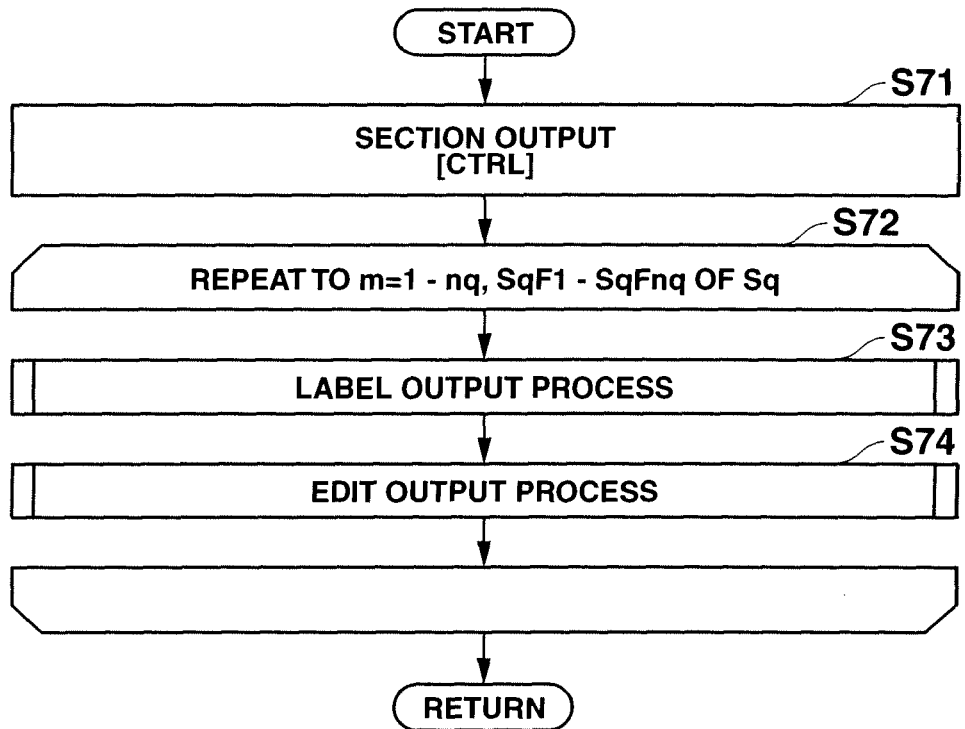 START
S71
SECTION OUTPUT
[CTRL]
S72
REPEAT TO m=1 - nq, SqF1 - SqFnq OF Sq
S73
LABEL OUTPUT PROCESS
S74
EDIT OUTPUT PROCESS
RETURN